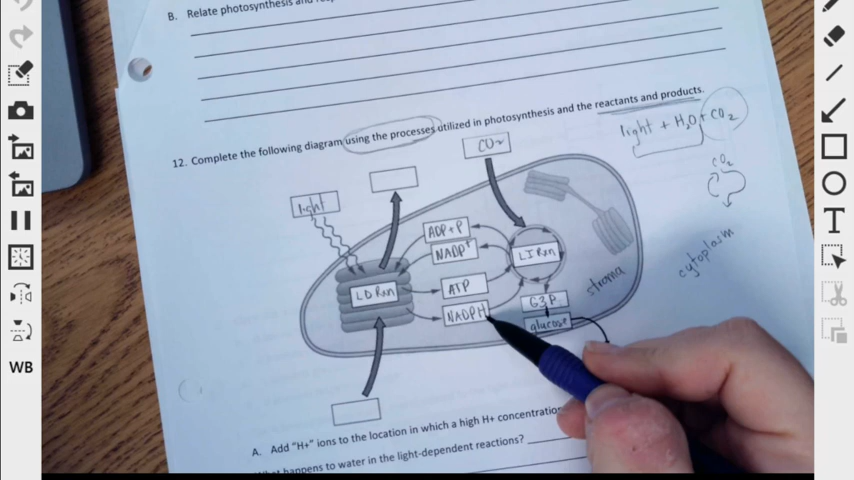 B. Relate photosynthesis and
12. Complete the following diagram using the processes utilized in photosynthesis and the reactants and products.
light + H2O + CO2
CO2
CO2
light
ADP+P
NADP+
LI Rxn
LD Rxn
ATP
NADPH
G3P
glucose
stroma
cytoplasm
A. Add "H+" ions to the location in which a high H+ concentration
happens to water in the light-dependent reactions?
T
WB